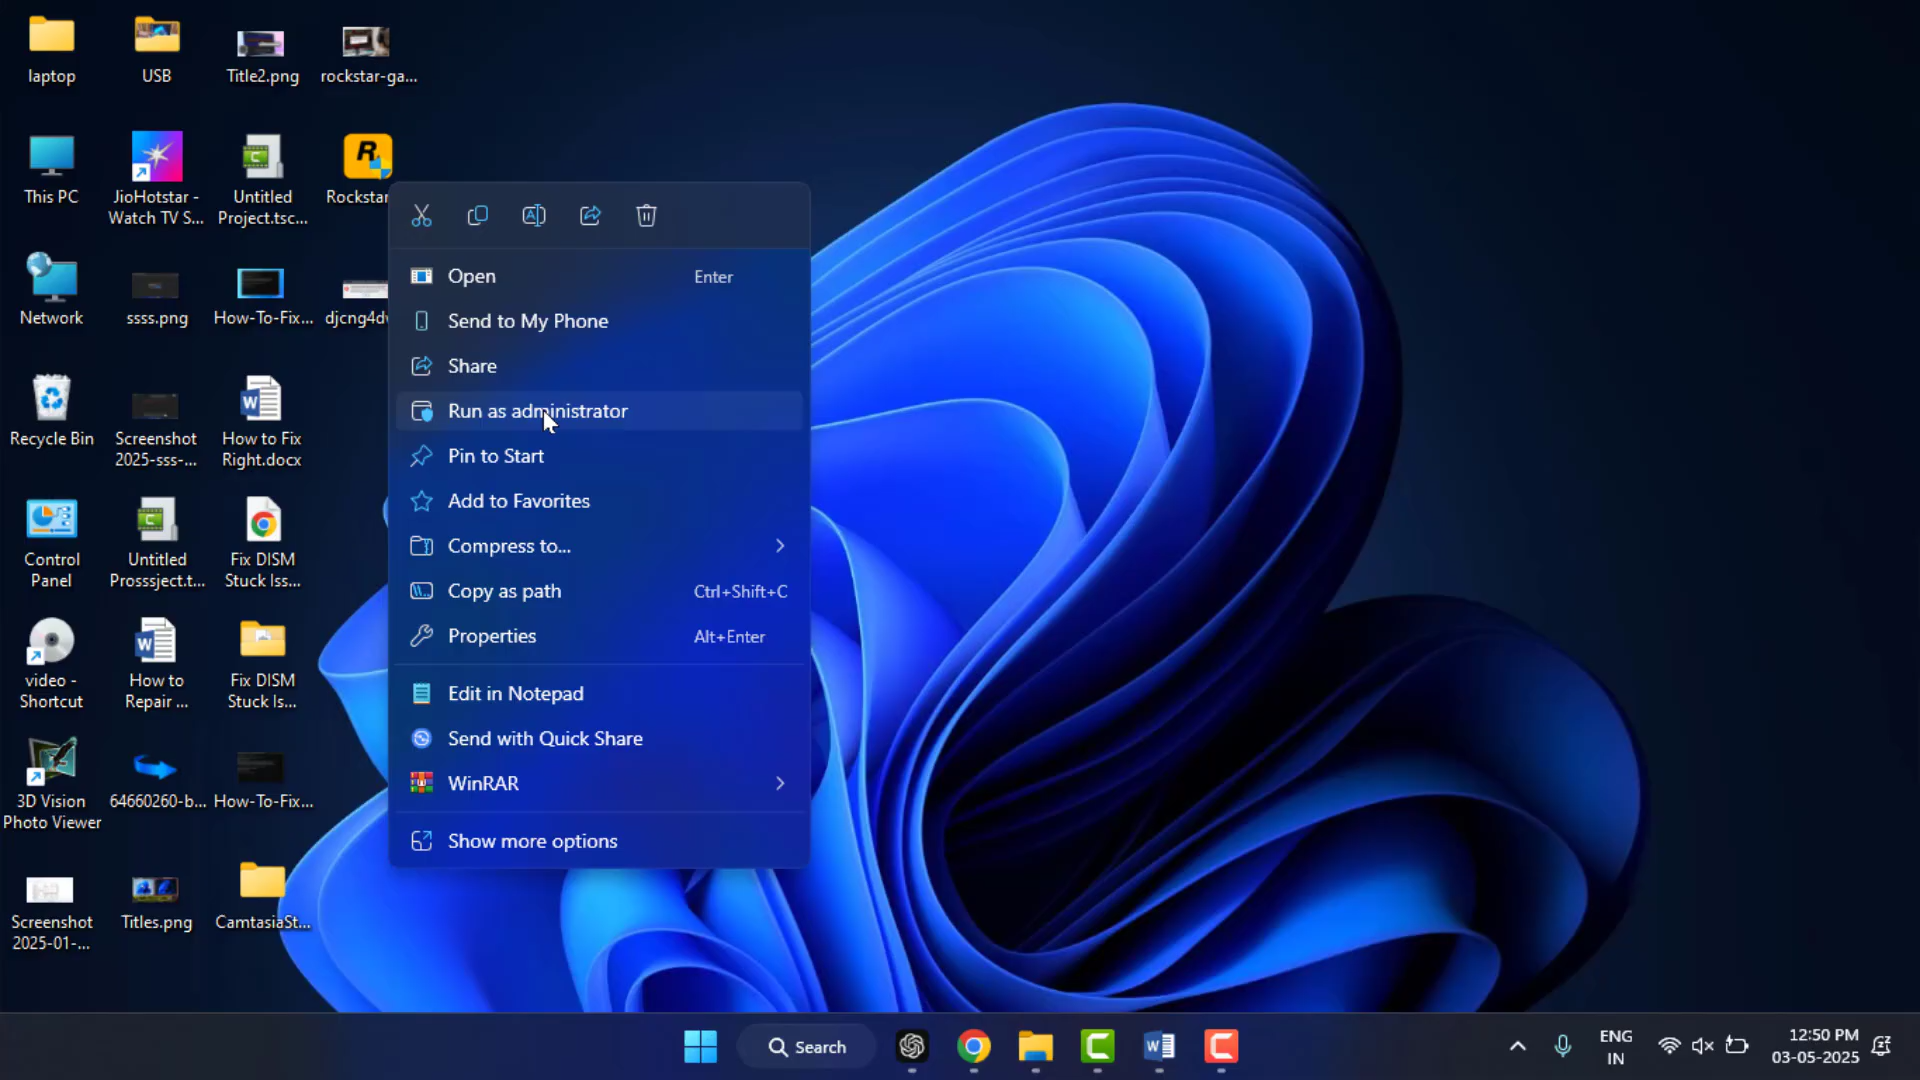 laptop
USB
Title2.png
rockstar-ga...
This PC
JioHotstar -
Watch TV S...
Untitled
Project.tsc...
R
Rockstar
Network
ssss.png
How-To-Fix...
djcng4dw
Recycle Bin
Screenshot
2025-sss-...
How to Fix
Right.docx
Control
Panel
Untitled
Prosssject.t...
Fix DISM
Stuck Iss...
video -
Shortcut
How to
Repair ...
Fix DISM
Stuck Is...
3D Vision
Photo Viewer
64660260-b...
How-To-Fix...
Screenshot
2025-01-...
Titles.png
CamtasiaSt...
Open Enter
Send to My Phone
Share
Run as administrator
Pin to Start
Add to Favorites
Compress to...
Copy as path Ctrl+Shift+C
Properties Alt+Enter
Edit in Notepad
Send with Quick Share
WinRAR
Show more options
Search
ENG
IN
12:50 PM
03-05-2025